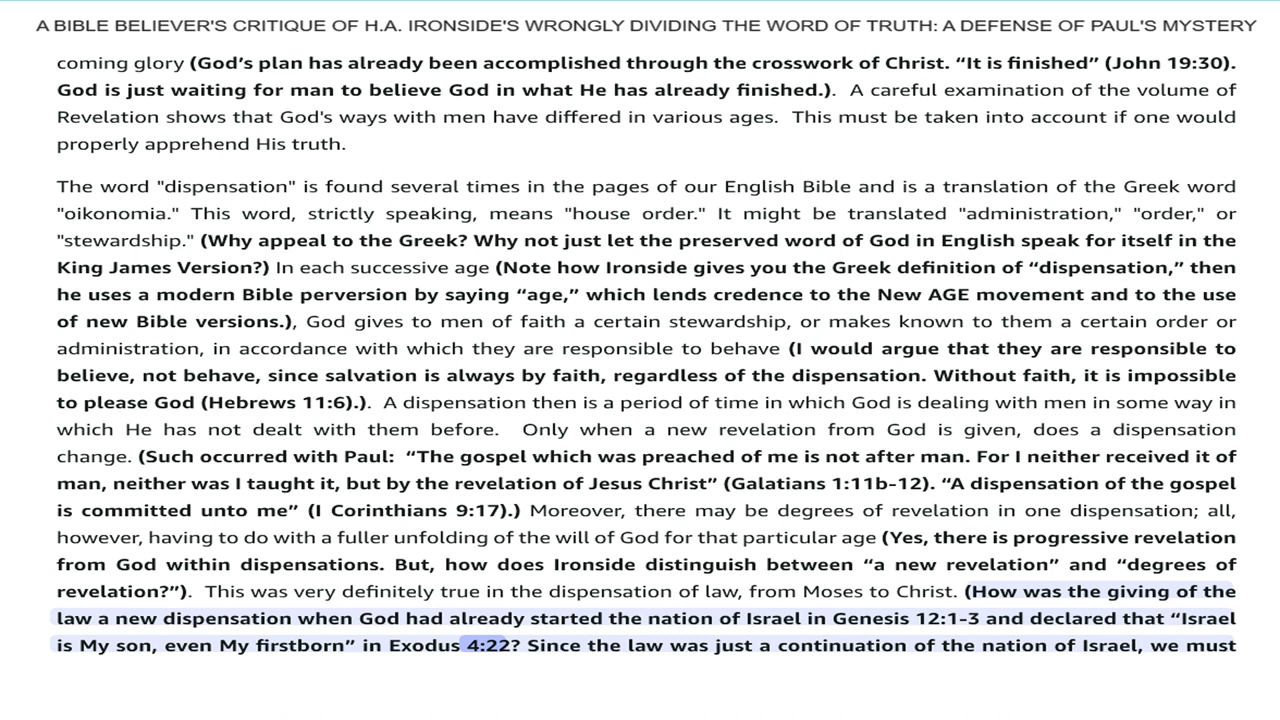 A BIBLE BELIEVER'S CRITIQUE OF H.A. IRONSIDE'S WRONGLY DIVIDING THE WORD OF TRUTH: A DEFENSE OF PAUL'S MYSTERY
coming glory (God’s plan has already been accomplished through the crosswork of Christ. “It is finished” (John 19:30).
God is just waiting for man to believe God in what He has already finished.). A careful examination of the volume of
Revelation shows that God's ways with men have differed in various ages. This must be taken into account if one would
properly apprehend His truth.
The word "dispensation" is found several times in the pages of our English Bible and is a translation of the Greek word
"oikonomia." This word, strictly speaking, means "house order." It might be translated "administration," "order," or
"stewardship." (Why appeal to the Greek? Why not just let the preserved word of God in English speak for itself in the
King James Version?) In each successive age (Note how Ironside gives you the Greek definition of “dispensation,” then
he uses a modern Bible perversion by saying “age,” which lends credence to the New AGE movement and to the use
of new Bible versions.), God gives to men of faith a certain stewardship, or makes known to them a certain order or
administration, in accordance with which they are responsible to behave (I would argue that they are responsible to
believe, not behave, since salvation is always by faith, regardless of the dispensation. Without faith, it is impossible
to please God (Hebrews 11:6).). A dispensation then is a period of time in which God is dealing with men in some way in
which He has not dealt with them before. Only when a new revelation from God is given, does a dispensation
change. (Such occurred with Paul: “The gospel which was preached of me is not after man. For I neither received it of
man, neither was I taught it, but by the revelation of Jesus Christ” (Galatians 1:11b-12). “A dispensation of the gospel
is committed unto me” (I Corinthians 9:17).) Moreover, there may be degrees of revelation in one dispensation; all,
however, having to do with a fuller unfolding of the will of God for that particular age (Yes, there is progressive revelation
from God within dispensations. But, how does Ironside distinguish between “a new revelation” and “degrees of
revelation?”). This was very definitely true in the dispensation of law, from Moses to Christ. (How was the giving of the
law a new dispensation when God had already started the nation of Israel in Genesis 12:1-3 and declared that “Israel
is My son, even My firstborn” in Exodus 4:22? Since the law was just a continuation of the nation of Israel, we must